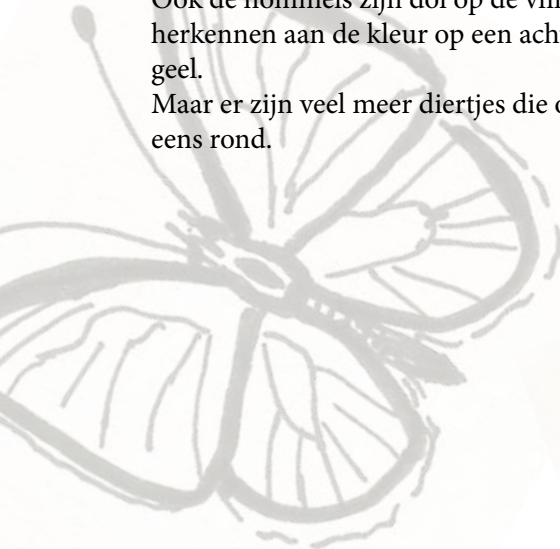 Ook de hommels zijn dol op de
herkennen aan de kleur op een
geel.
Maar er zijn veel meer diertjes die
eens rond.